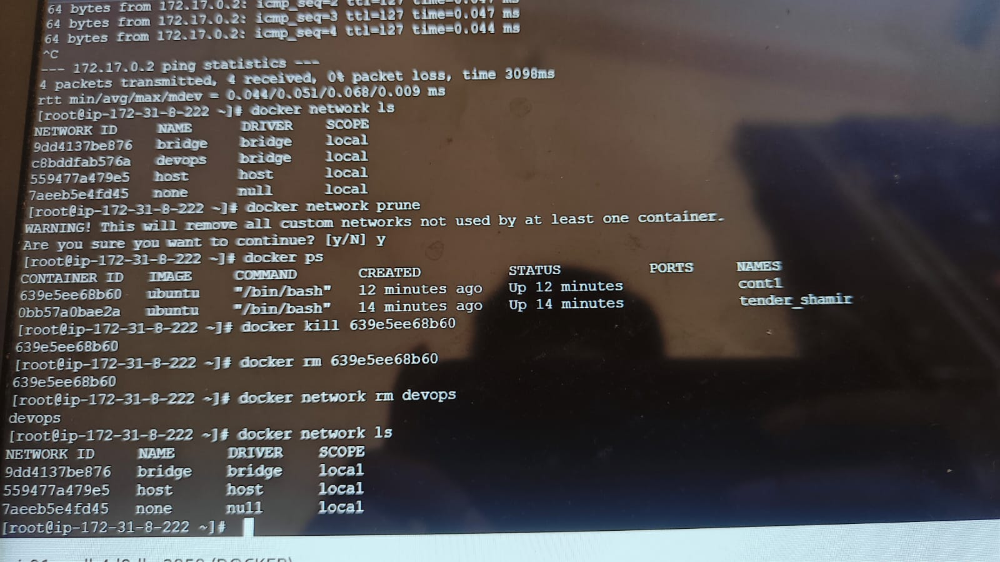 64 bytes from 172.17.0.2: icmp_seq=2 ttl=127 time=0.047 ms
64 bytes from 172.17.0.2: icmp_seq=3 ttl=127 time=0.047 ms
64 bytes from 172.17.0.2: icmp_seq=4 ttl=127 time=0.044 ms
^C
--- 172.17.0.2 ping statistics ---
4 packets transmitted, 4 received, 0% packet loss, time 3098ms
rtt min/avg/max/mdev = 0.044/0.051/0.068/0.009 ms
[root@ip-172-31-8-222 ~]# docker network ls
NETWORK ID NAME DRIVER SCOPE
9dd4137be876 bridge bridge local
c8bddfab576a devops bridge local
559477a479e5 host host local
7aeeb5e4fd45 none null local
[root@ip-172-31-8-222 ~]# docker network prune
WARNING! This will remove all custom networks not used by at least one container.
Are you sure you want to continue? [y/N] y
[root@ip-172-31-8-222 ~]# docker ps
CONTAINER ID IMAGE COMMAND CREATED STATUS PORTS NAMES
639e5ee68b60 ubuntu "/bin/bash" 12 minutes ago Up 12 minutes cont1
0bb57a0bae2a ubuntu "/bin/bash" 14 minutes ago Up 14 minutes tender_shamir
[root@ip-172-31-8-222 ~]# docker kill 639e5ee68b60
639e5ee68b60
[root@ip-172-31-8-222 ~]# docker rm 639e5ee68b60
639e5ee68b60
[root@ip-172-31-8-222 ~]# docker network rm devops
devops
[root@ip-172-31-8-222 ~]# docker network ls
NETWORK ID NAME DRIVER SCOPE
9dd4137be876 bridge bridge local
559477a479e5 host host local
7aeeb5e4fd45 none null local
[root@ip-172-31-8-222 ~]#